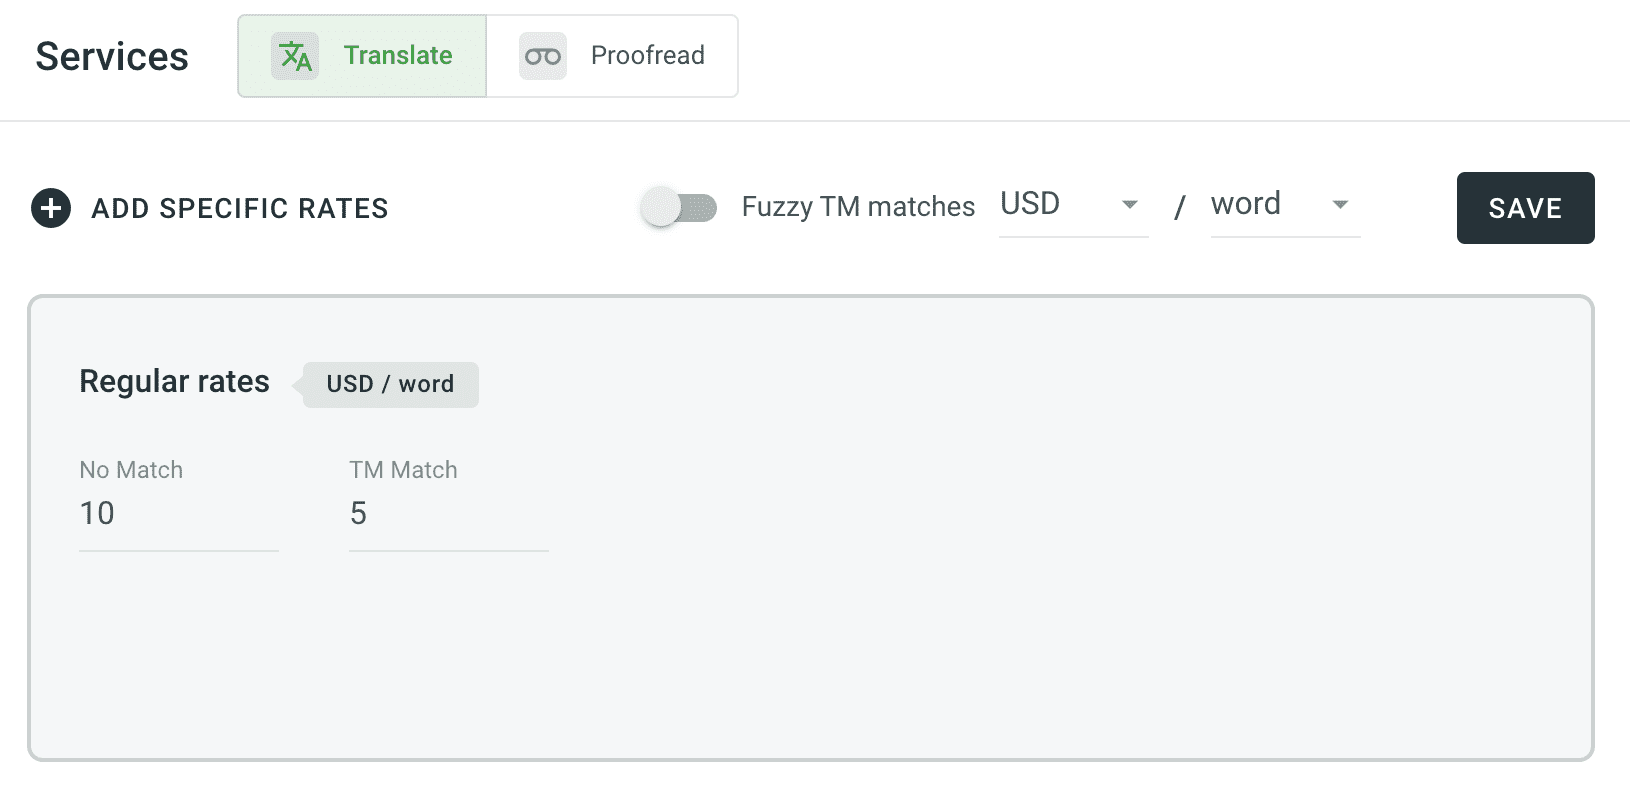 Services
Translate
Proofread
ADD SPECIFIC RATES
Fuzzy TM matches
USD
/
word
SAVE
Regular rates
USD / word
No Match
TM Match
10
5